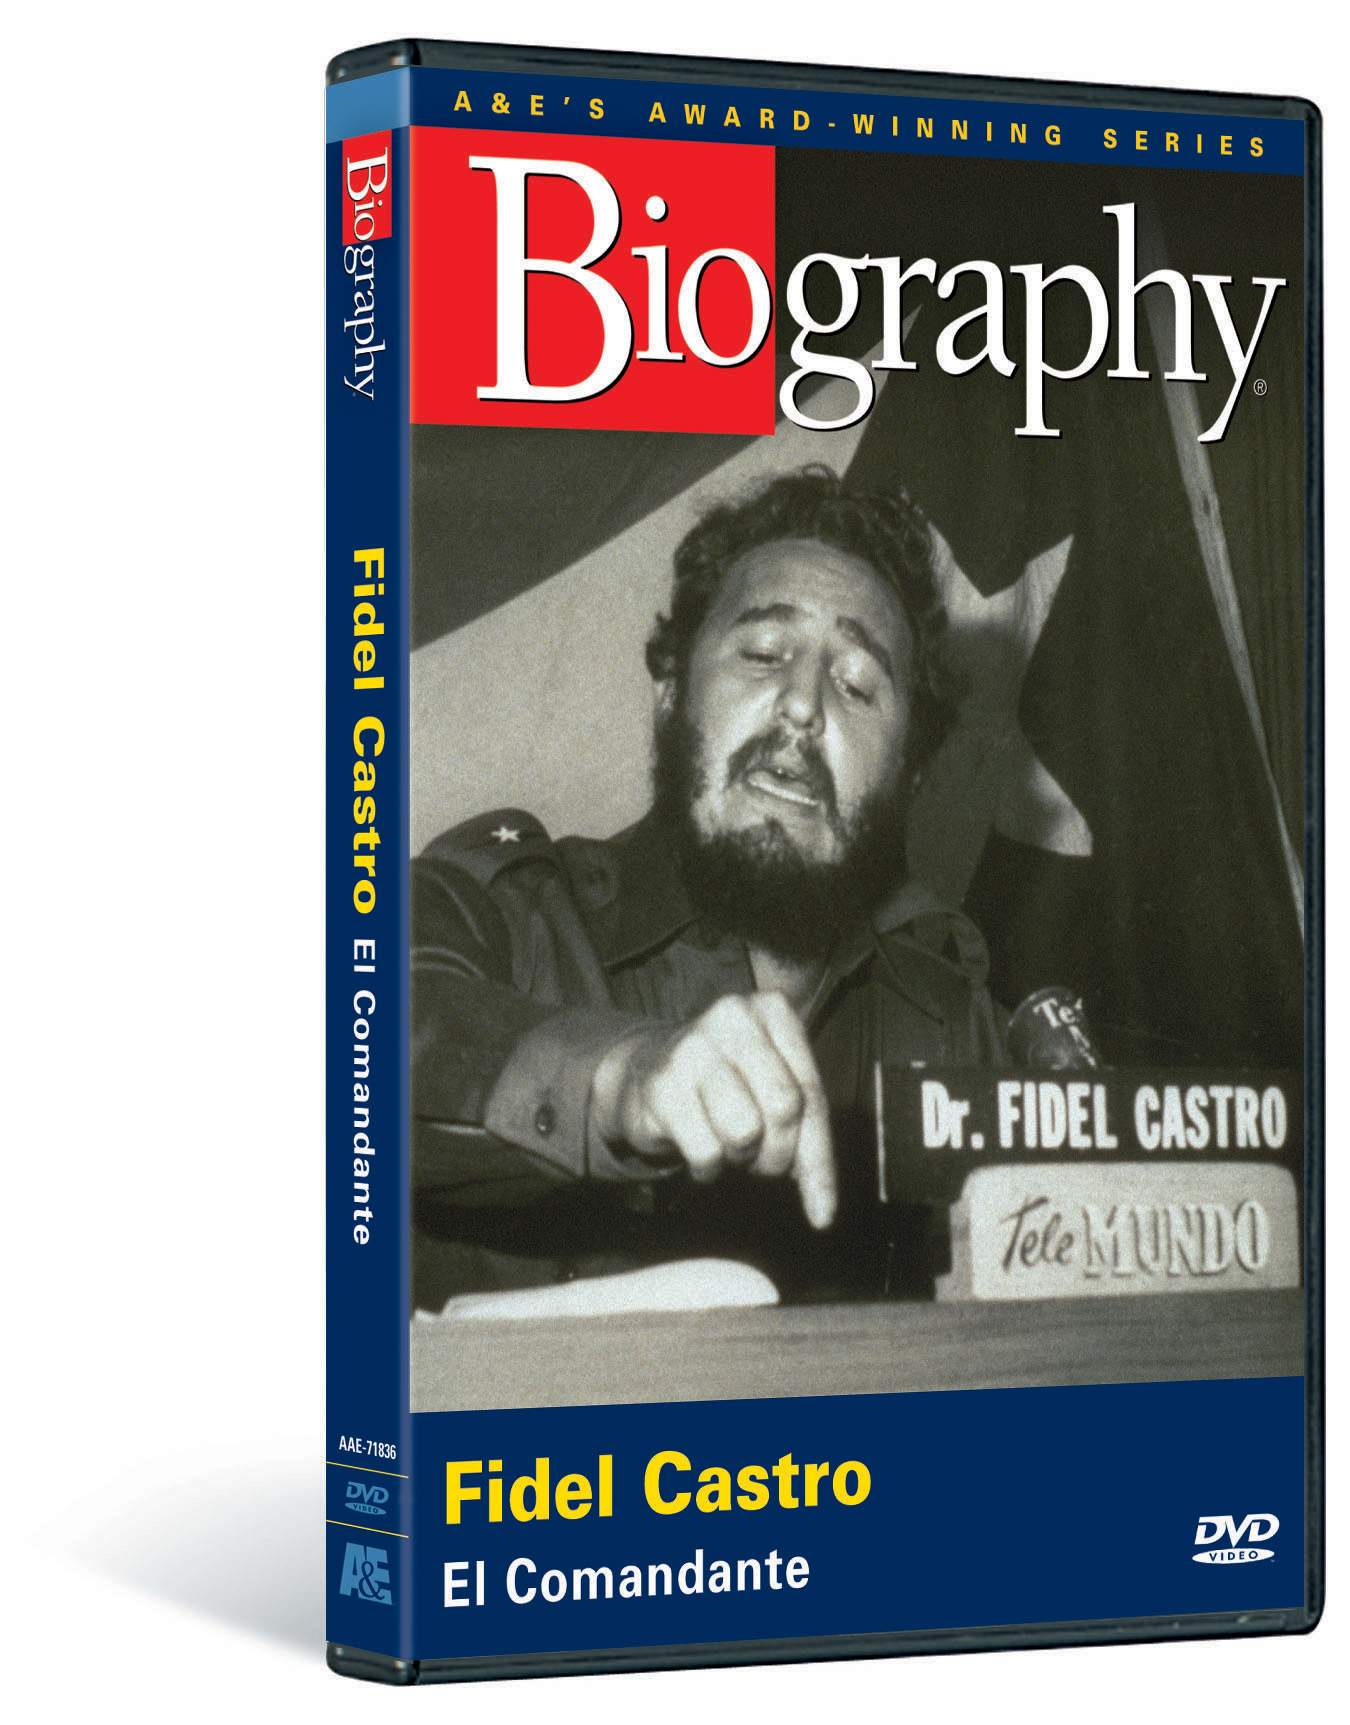 A&E'S AWARD-WINNING SERIES
Biography®
Dr. FIDEL CASTRO
Tele MUNDO
Fidel Castro
El Comandante
DVD
VIDEO
Biography
Fidel Castro El Comandante
AAE-71836
DVD
VIDEO
A&E